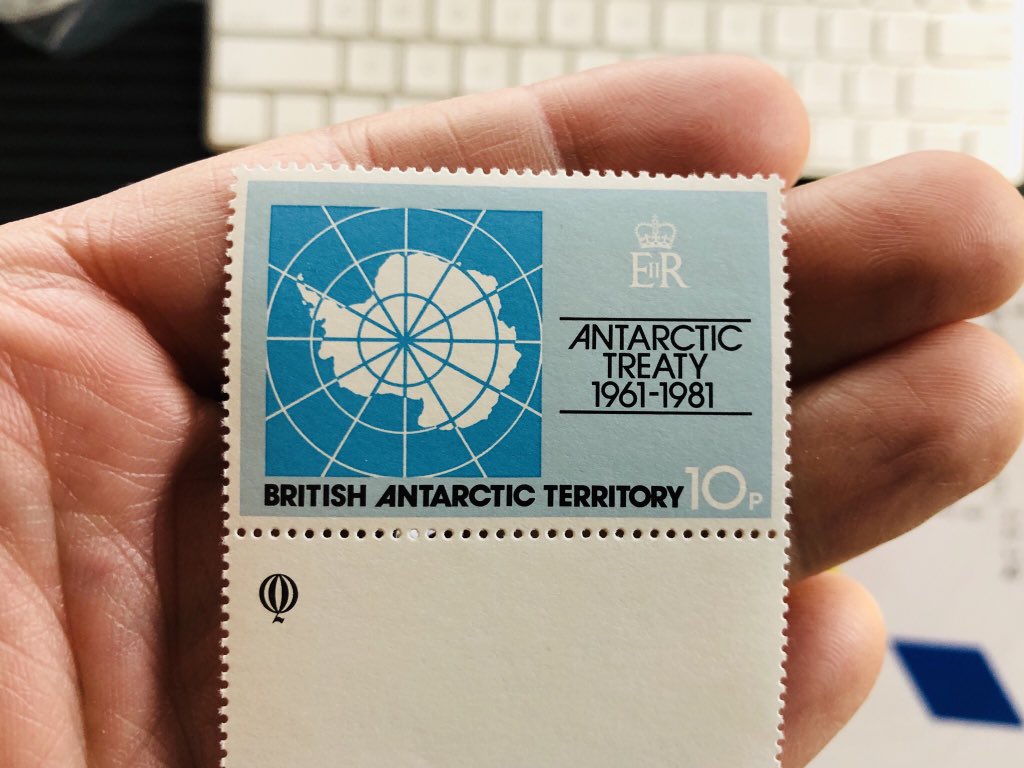 EIIR
ANTARCTIC
TREATY
1961-1981
BRITISH ANTARCTIC TERRITORY 10P
Q